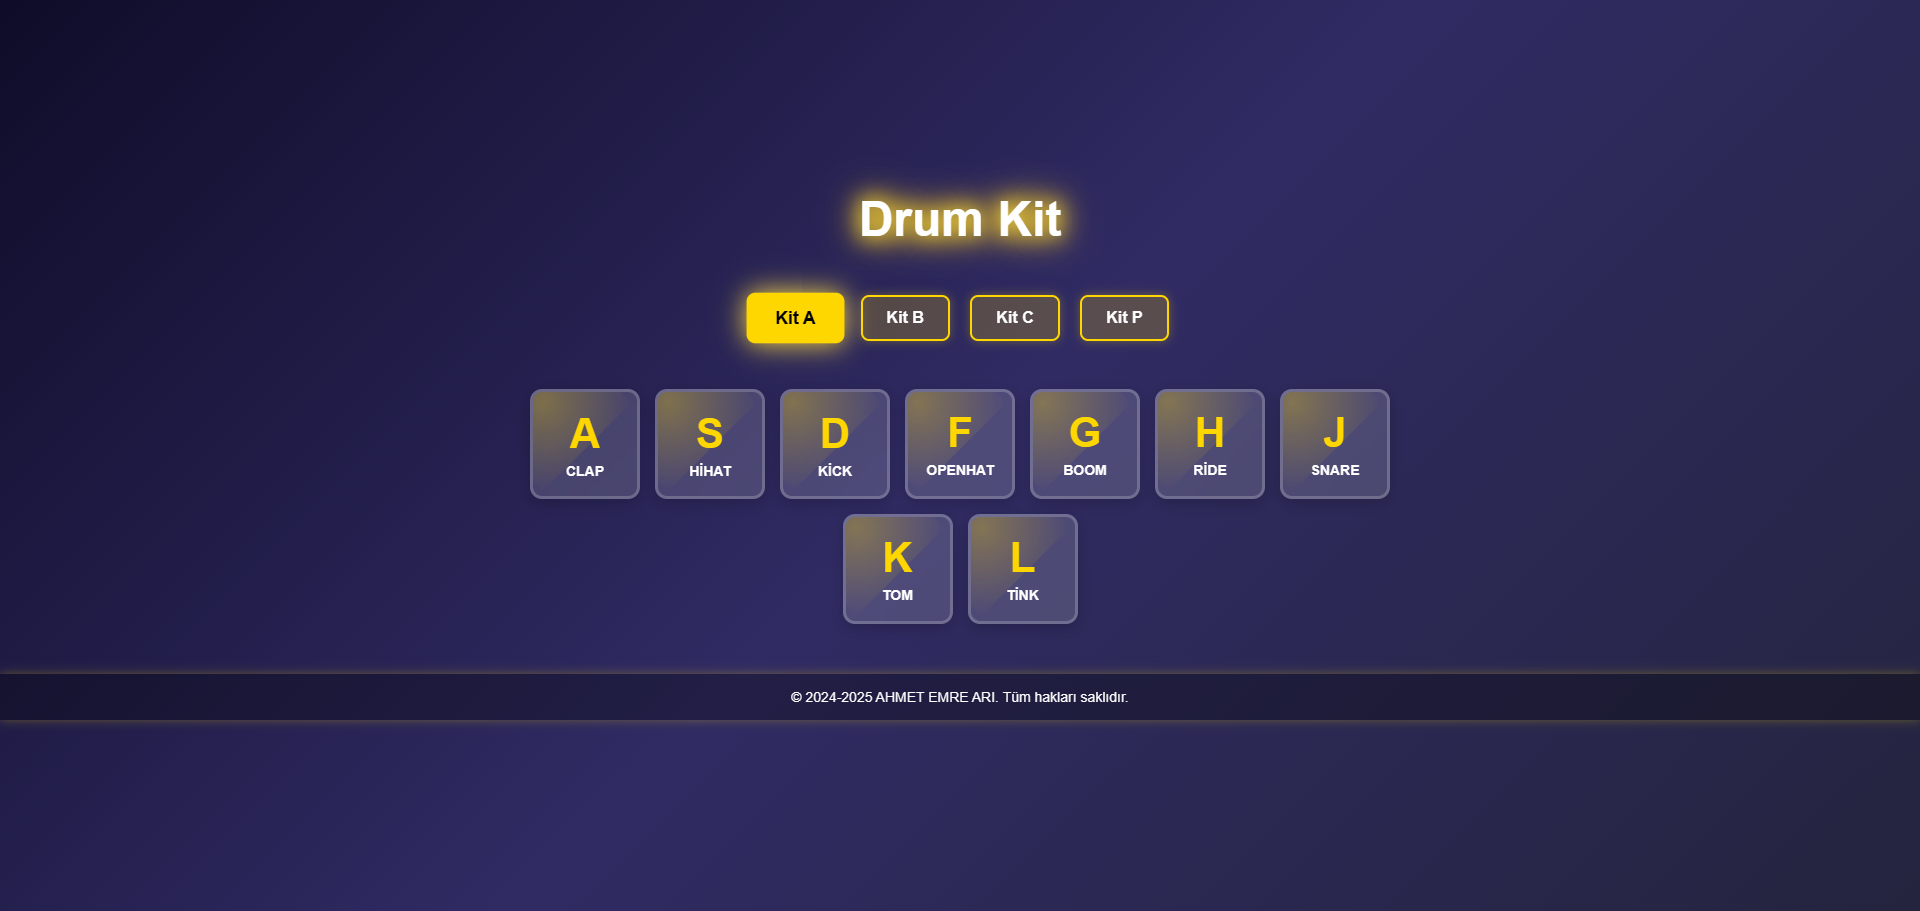 Drum Kit
Kit A Kit B Kit C Kit P
A S D F G H J
CLAP HİHAT KİCK OPENHAT BOOM RİDE SNARE
K L
TOM TİNK
© 2024-2025 AHMET EMRE ARI. Tüm hakları saklıdır.